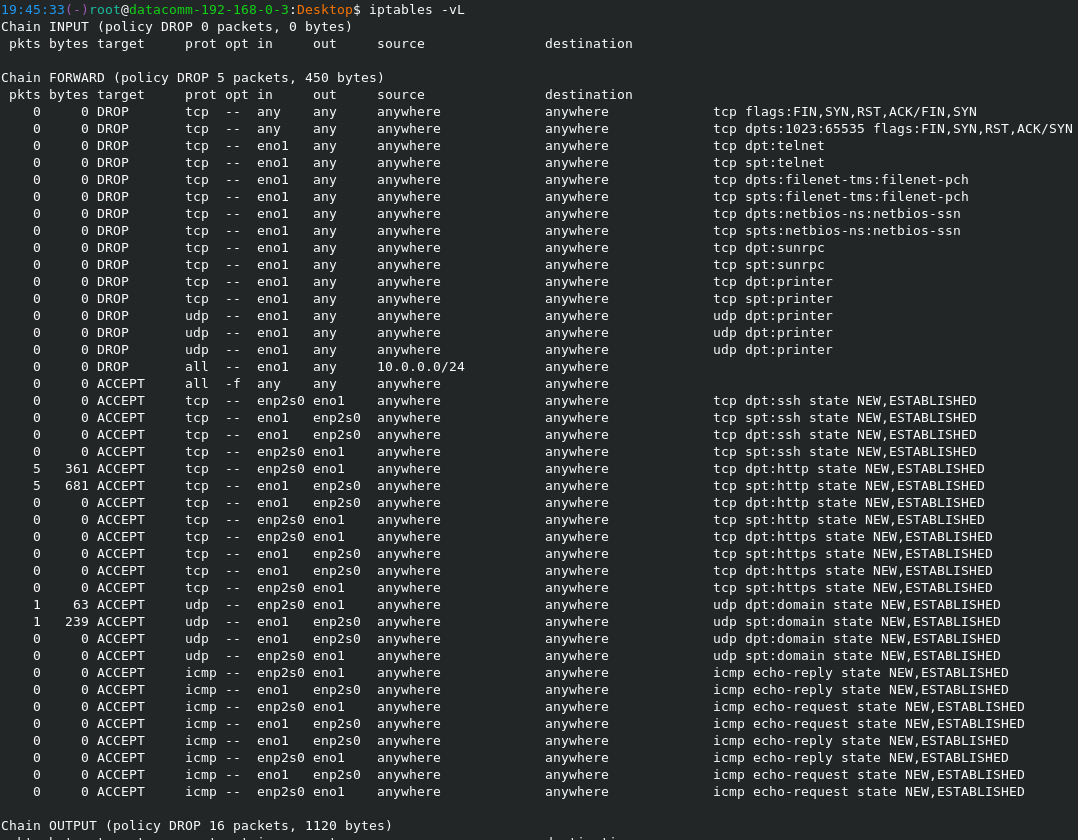 19:45:33(-)root@datacomm-192-168-0-3:Desktop$ iptables -vL
Chain INPUT (policy DROP 0 packets, 0 bytes)
 pkts bytes target     prot opt in     out     source               destination

Chain FORWARD (policy DROP 5 packets, 450 bytes)
 pkts bytes target     prot opt in     out     source               destination
    0     0 DROP       tcp  --  any    any     anywhere             anywhere             tcp flags:FIN,SYN,RST,ACK/FIN,SYN
    0     0 DROP       tcp  --  any    any     anywhere             anywhere             tcp dpts:1023:65535 flags:FIN,SYN,RST,ACK/SYN
    0     0 DROP       tcp  --  eno1   any     anywhere             anywhere             tcp dpt:telnet
    0     0 DROP       tcp  --  eno1   any     anywhere             anywhere             tcp spt:telnet
    0     0 DROP       tcp  --  eno1   any     anywhere             anywhere             tcp dpts:filenet-tms:filenet-pch
    0     0 DROP       tcp  --  eno1   any     anywhere             anywhere             tcp spts:filenet-tms:filenet-pch
    0     0 DROP       tcp  --  eno1   any     anywhere             anywhere             tcp dpts:netbios-ns:netbios-ssn
    0     0 DROP       tcp  --  eno1   any     anywhere             anywhere             tcp spts:netbios-ns:netbios-ssn
    0     0 DROP       tcp  --  eno1   any     anywhere             anywhere             tcp dpt:sunrpc
    0     0 DROP       tcp  --  eno1   any     anywhere             anywhere             tcp spt:sunrpc
    0     0 DROP       tcp  --  eno1   any     anywhere             anywhere             tcp dpt:printer
    0     0 DROP       tcp  --  eno1   any     anywhere             anywhere             tcp spt:printer
    0     0 DROP       udp  --  eno1   any     anywhere             anywhere             udp dpt:printer
    0     0 DROP       udp  --  eno1   any     anywhere             anywhere             udp dpt:printer
    0     0 DROP       udp  --  eno1   any     anywhere             anywhere             udp dpt:printer
    0     0 DROP       all  --  eno1   any     10.0.0.0/24          anywhere
    0     0 ACCEPT     all  -f  any    any     anywhere             anywhere
    0     0 ACCEPT     tcp  --  enp2s0 eno1    anywhere             anywhere             tcp dpt:ssh state NEW,ESTABLISHED
    0     0 ACCEPT     tcp  --  eno1   enp2s0  anywhere             anywhere             tcp spt:ssh state NEW,ESTABLISHED
    0     0 ACCEPT     tcp  --  eno1   enp2s0  anywhere             anywhere             tcp dpt:ssh state NEW,ESTABLISHED
    0     0 ACCEPT     tcp  --  enp2s0 eno1    anywhere             anywhere             tcp spt:ssh state NEW,ESTABLISHED
    5   361 ACCEPT     tcp  --  enp2s0 eno1    anywhere             anywhere             tcp dpt:http state NEW,ESTABLISHED
    5   681 ACCEPT     tcp  --  eno1   enp2s0  anywhere             anywhere             tcp spt:http state NEW,ESTABLISHED
    0     0 ACCEPT     tcp  --  eno1   enp2s0  anywhere             anywhere             tcp dpt:http state NEW,ESTABLISHED
    0     0 ACCEPT     tcp  --  enp2s0 eno1    anywhere             anywhere             tcp spt:http state NEW,ESTABLISHED
    0     0 ACCEPT     tcp  --  enp2s0 eno1    anywhere             anywhere             tcp dpt:https state NEW,ESTABLISHED
    0     0 ACCEPT     tcp  --  eno1   enp2s0  anywhere             anywhere             tcp spt:https state NEW,ESTABLISHED
    0     0 ACCEPT     tcp  --  eno1   enp2s0  anywhere             anywhere             tcp dpt:https state NEW,ESTABLISHED
    0     0 ACCEPT     tcp  --  enp2s0 eno1    anywhere             anywhere             tcp spt:https state NEW,ESTABLISHED
    1    63 ACCEPT     udp  --  enp2s0 eno1    anywhere             anywhere             udp dpt:domain state NEW,ESTABLISHED
    1   239 ACCEPT     udp  --  eno1   enp2s0  anywhere             anywhere             udp spt:domain state NEW,ESTABLISHED
    0     0 ACCEPT     udp  --  eno1   enp2s0  anywhere             anywhere             udp dpt:domain state NEW,ESTABLISHED
    0     0 ACCEPT     udp  --  enp2s0 eno1    anywhere             anywhere             udp spt:domain state NEW,ESTABLISHED
    0     0 ACCEPT     icmp --  enp2s0 eno1    anywhere             anywhere             icmp echo-reply state NEW,ESTABLISHED
    0     0 ACCEPT     icmp --  eno1   enp2s0  anywhere             anywhere             icmp echo-reply state NEW,ESTABLISHED
    0     0 ACCEPT     icmp --  enp2s0 eno1    anywhere             anywhere             icmp echo-request state NEW,ESTABLISHED
    0     0 ACCEPT     icmp --  eno1   enp2s0  anywhere             anywhere             icmp echo-request state NEW,ESTABLISHED
    0     0 ACCEPT     icmp --  eno1   enp2s0  anywhere             anywhere             icmp echo-reply state NEW,ESTABLISHED
    0     0 ACCEPT     icmp --  enp2s0 eno1    anywhere             anywhere             icmp echo-reply state NEW,ESTABLISHED
    0     0 ACCEPT     icmp --  eno1   enp2s0  anywhere             anywhere             icmp echo-request state NEW,ESTABLISHED
    0     0 ACCEPT     icmp --  enp2s0 eno1    anywhere             anywhere             icmp echo-request state NEW,ESTABLISHED

Chain OUTPUT (policy DROP 16 packets, 1120 bytes)